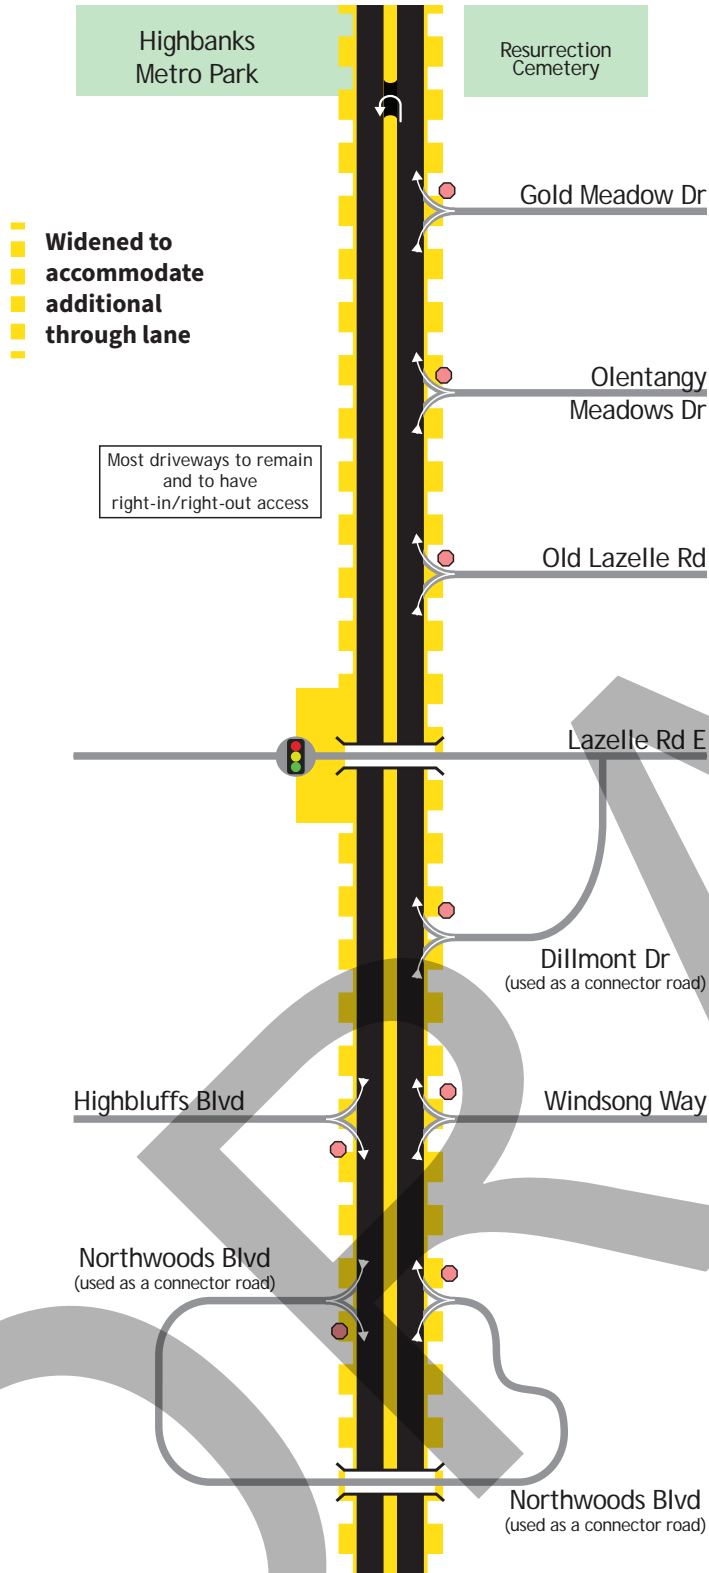 Highbanks
Metro Park
Resurrection
Cemetery
Gold Meadow Dr
Widened to
accommodate
additional
through lane
Olentangy
Meadows Dr
Most driveways to remain
and to have
right-in/right-out access
Old Lazelle Rd
Lazelle Rd E
Dillmont Dr
(used as a connector road)
Highbluffs Blvd
Windsong Way
Northwoods Blvd
(used as a connector road)
Northwoods Blvd
(used as a connector road)